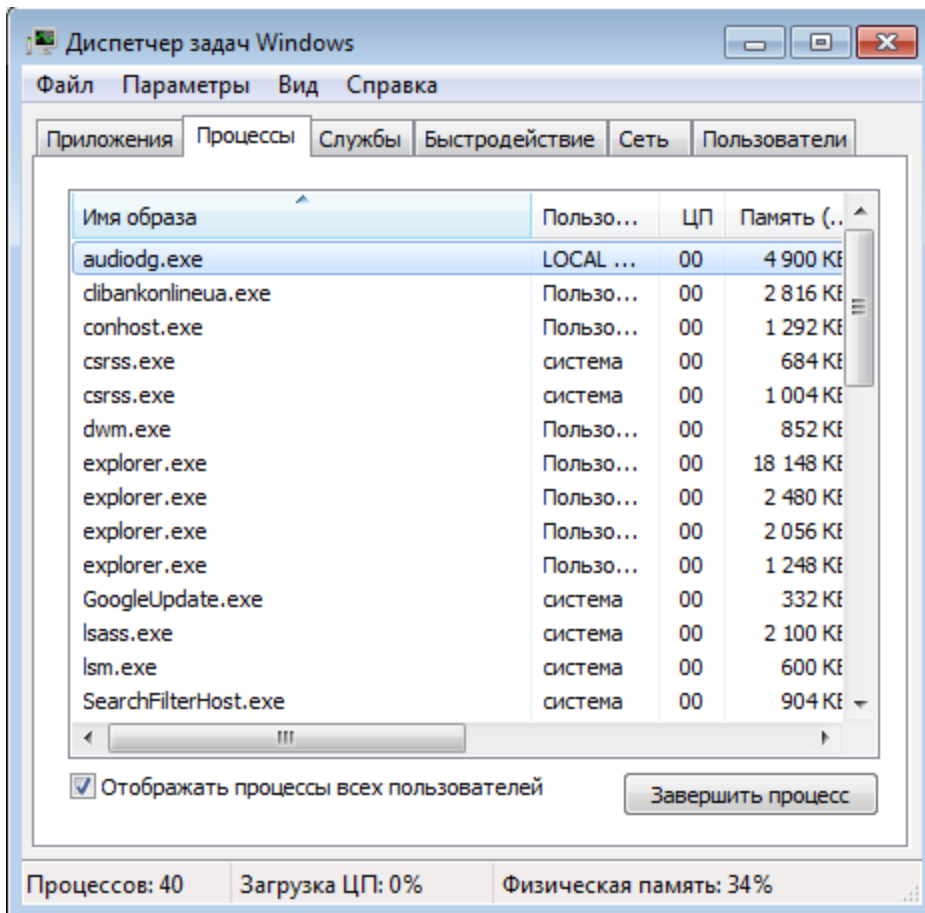 Диспетчер задач Windows
Файл Параметры Вид Справка
Приложения Процессы Службы Быстродействие Сеть Пользователи
Имя образа Пользо... ЦП Память (..
audiodg.exe LOCAL ... 00 4 900 КБ
clibankonlineua.exe Пользо... 00 2 816 КБ
conhost.exe Пользо... 00 1 292 КБ
csrss.exe система 00 684 КБ
csrss.exe система 00 1 004 КБ
dwm.exe Пользо... 00 852 КБ
explorer.exe Пользо... 00 18 148 КБ
explorer.exe Пользо... 00 2 480 КБ
explorer.exe Пользо... 00 2 056 КБ
explorer.exe Пользо... 00 1 248 КБ
GoogleUpdate.exe система 00 332 КБ
lsass.exe система 00 2 100 КБ
lsm.exe система 00 600 КБ
SearchFilterHost.exe система 00 904 КБ
Отображать процессы всех пользователей
Завершить процесс
Процессов: 40 Загрузка ЦП: 0% Физическая память: 34%